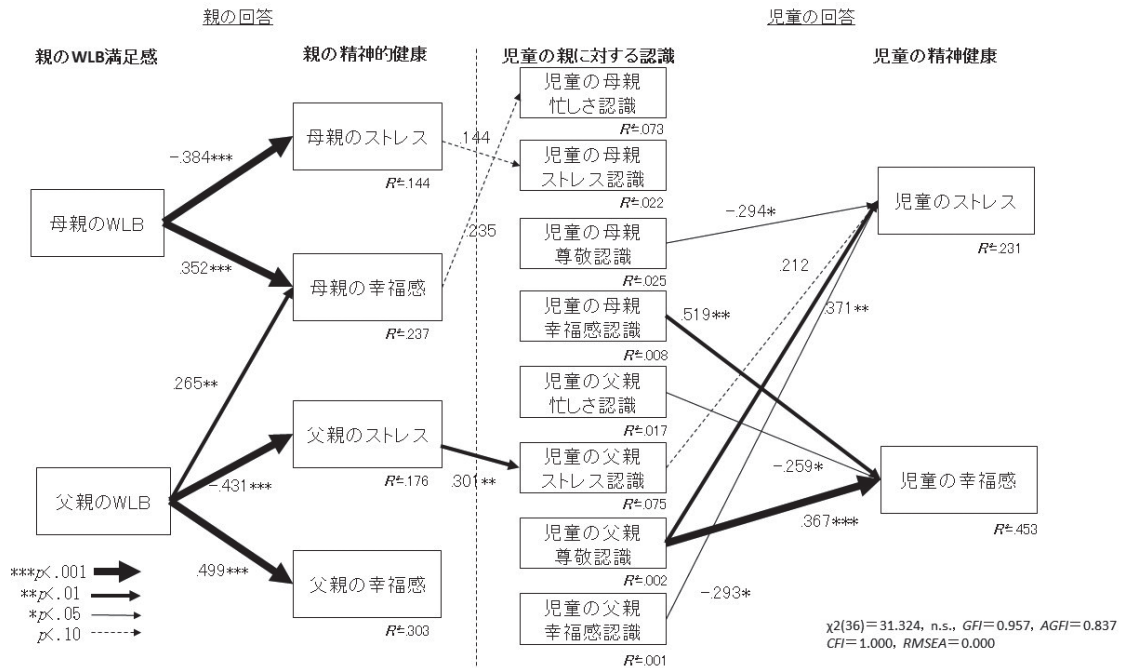 親の回答
児童の回答
親のWLB満足感
親の精神的健康
児童の親に対する認識
児童の精神健康
母親のWLB
父親のWLB
-.384***
.352***
.265**
-.431***
.499***
母親のストレス
R²=.144
母親の幸福感
R²=.237
父親のストレス
R²=.176
父親の幸福感
R²=.303
.144
.235
.301**
児童の母親
忙しさ認識
R²=.073
児童の母親
ストレス認識
R²=.022
児童の母親
尊敬認識
R²=.025
児童の母親
幸福感認識
R²=.008
児童の父親
忙しさ認識
R²=.017
児童の父親
ストレス認識
R²=.075
児童の父親
尊敬認識
R²=.002
児童の父親
幸福感認識
R²=.001
-.294*
.212
.371**
.519**
-.259*
.367***
-.293*
児童のストレス
R²=.231
児童の幸福感
R²=.453
***p<.001
**p<.01
*p<.05
p<.10
χ2(36)=31.324, n.s., GFI=0.957, AGFI=0.837
CFI=1.000, RMSEA=0.000